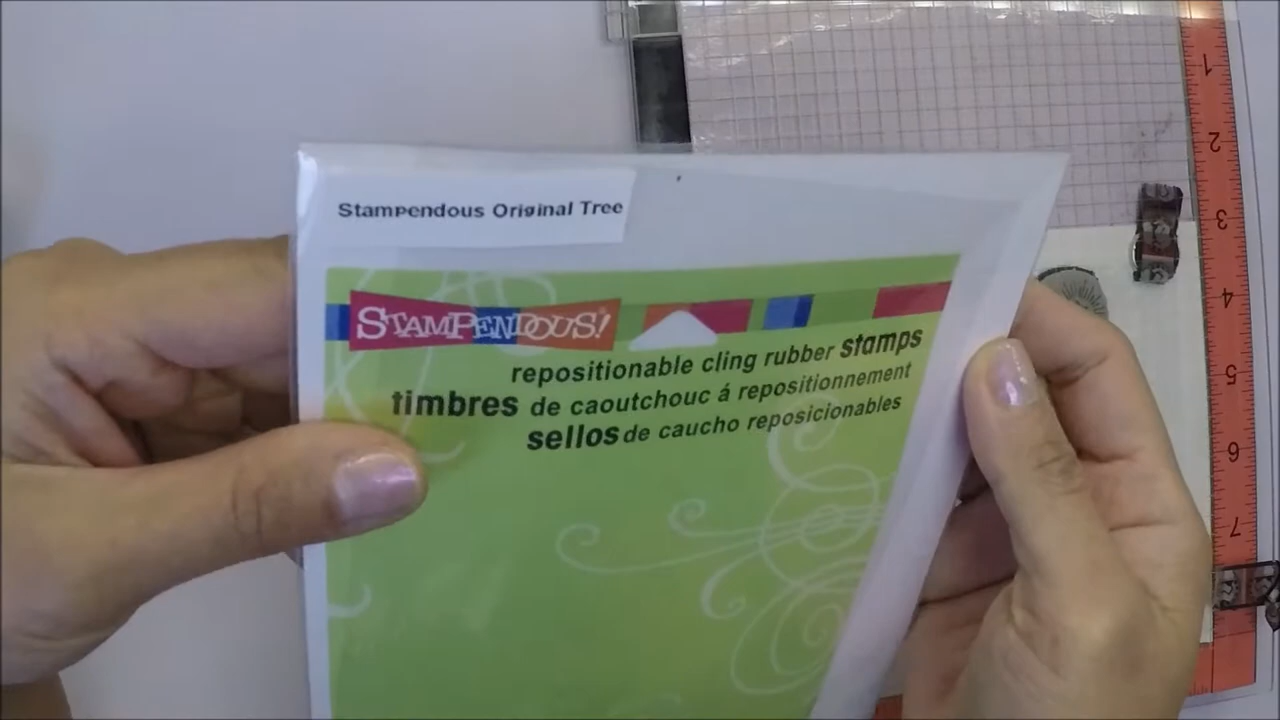 Stampendous Original Tree
STAMPENDOUS!
repositionable cling rubber stamps
timbres de caoutchouc á repositionnement
sellos de caucho reposicionables
1
2
3
4
5
6
7